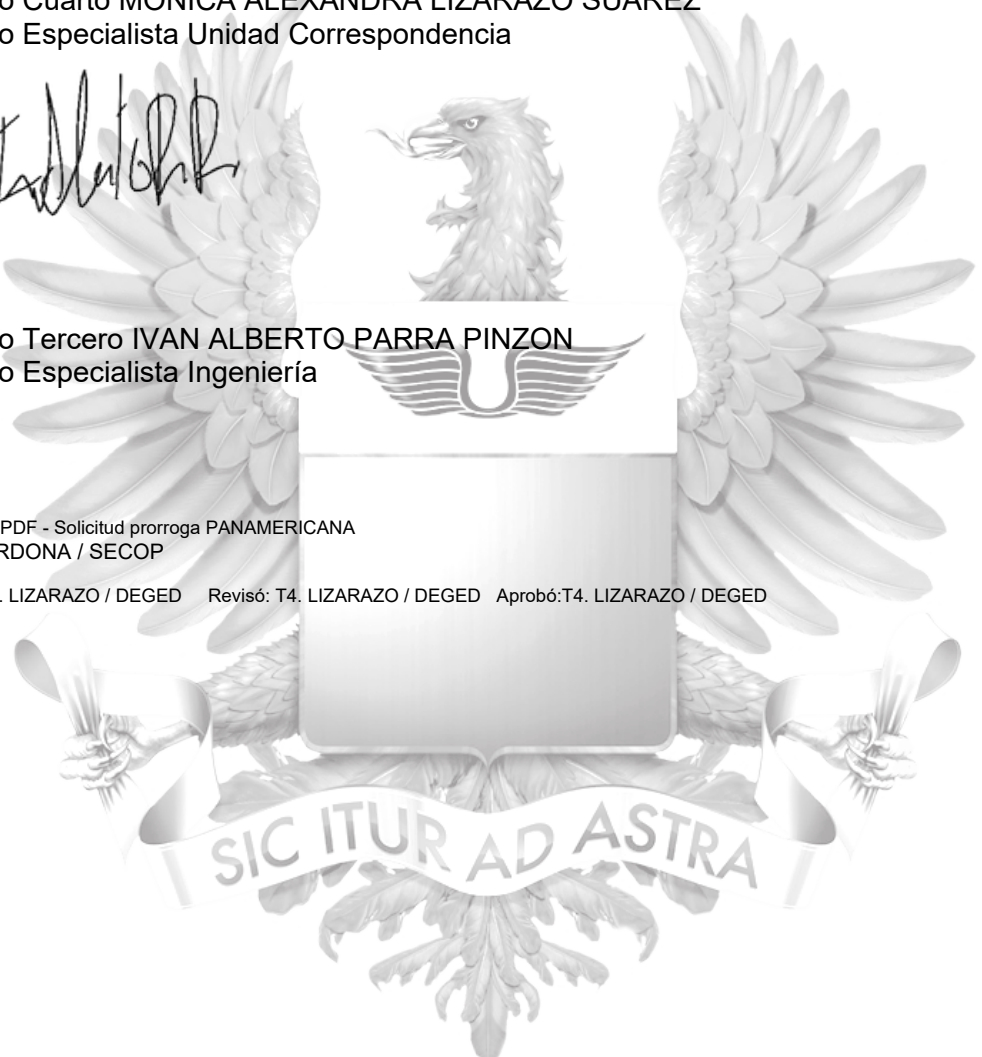 o Cuarto MONICA ALEXANDRA LIZARAZO SUAREZ
o Especialista Unidad Correspondencia
o Tercero IVAN ALBERTO PARRA PINZON
o Especialista Ingeniería
PDF - Solicitud prorroga PANAMERICANA
RDONA / SECOP
. LIZARAZO / DEGED Revisó: T4. LIZARAZO / DEGED Aprobó:T4. LIZARAZO / DEGED
SIC ITUR AD ASTRA